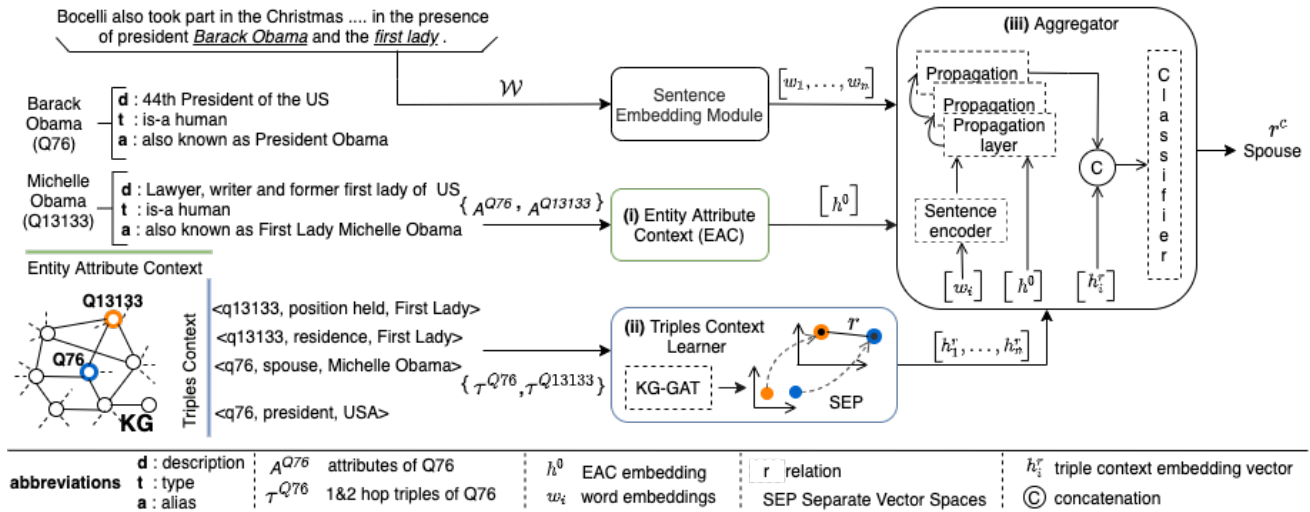 Bocelli also took part in the Christmas .... in the presence
of president Barack Obama and the first lady .
Barack
Obama
(Q76)
d : 44th President of the US
t : is-a human
a : also known as President Obama
Michelle
Obama
(Q13133)
d : Lawyer, writer and former first lady of US
t : is-a human
a : also known as First Lady Michelle Obama
Entity Attribute Context
Q13133
Q76
KG
Triples Context
<q13133, position held, First Lady>
<q13133, residence, First Lady>
<q76, spouse, Michelle Obama>
<q76, president, USA>
W
{ A^Q76, A^Q13133 }
{ τ^Q76, τ^Q13133 }
Sentence
Embedding Module
(i) Entity Attribute
Context (EAC)
(ii) Triples Context
Learner
KG-GAT
r
SEP
[w_1, . . . , w_n]
[h^0]
[h^r_1, . . . , h^r_n]
(iii) Aggregator
Propagation
Propagation
Propagation
layer
Sentence
encoder
[w_i]
[h^0]
[h^r_i]
C
Classifier
r^c
Spouse
abbreviations
d : description
t : type
a : alias
A^Q76 attributes of Q76
τ^Q76 1&2 hop triples of Q76
h^0 EAC embedding
w_i word embeddings
r relation
SEP Separate Vector Spaces
h^r_i triple context embedding vector
C concatenation